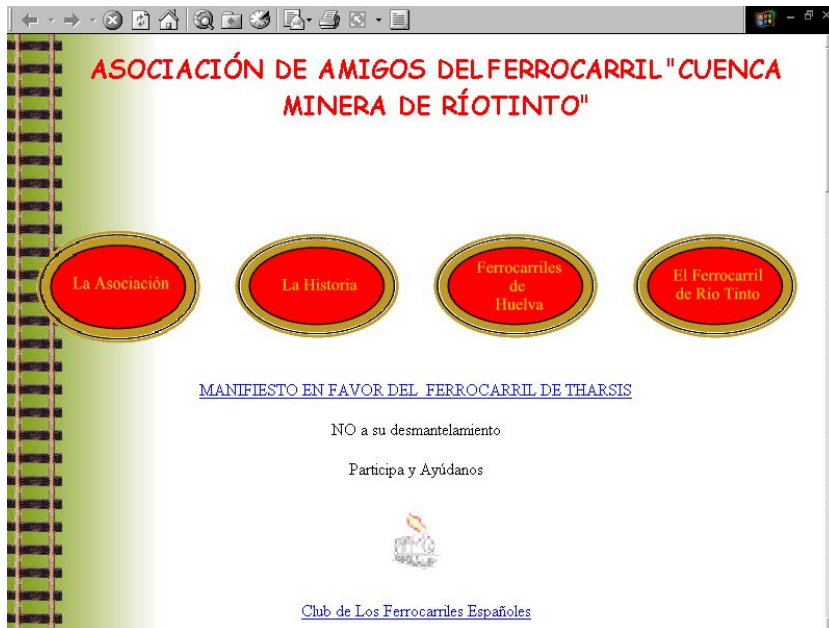 ASOCIACIÓN DE AMIGOS DEL FERROCARRIL "CUENCA
MINERA DE RÍOTINTO"
La Asociación
La Historia
Ferrocarriles
de
Huelva
El Ferrocarril
de Río Tinto
MANIFIESTO EN FAVOR DEL FERROCARRIL DE THARSIS
NO a su desmantelamiento
Participa y Ayúdanos
Club de Los Ferrocarriles Españoles